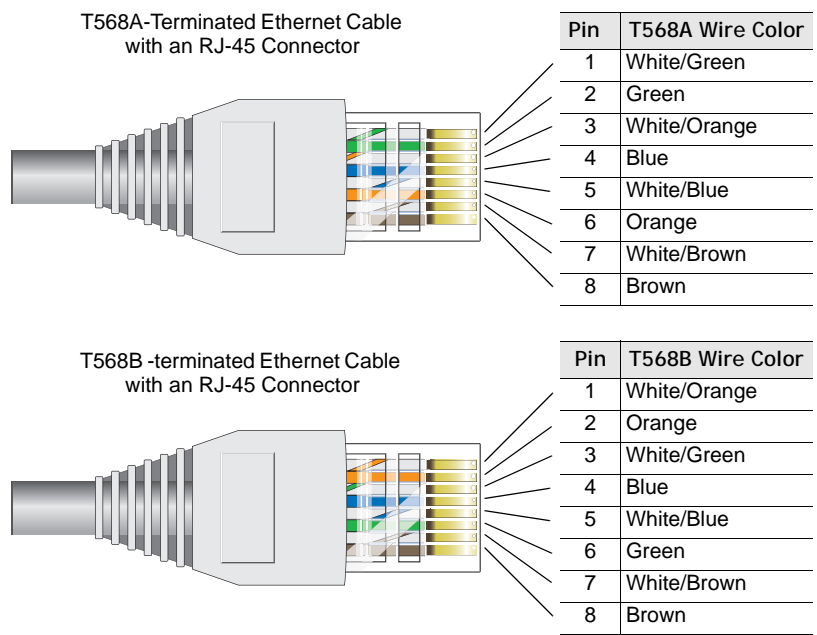 T568A-Terminated Ethernet Cable
with an RJ-45 Connector
Pin T568A Wire Color
1 White/Green
2 Green
3 White/Orange
4 Blue
5 White/Blue
6 Orange
7 White/Brown
8 Brown
T568B -terminated Ethernet Cable
with an RJ-45 Connector
Pin T568B Wire Color
1 White/Orange
2 Orange
3 White/Green
4 Blue
5 White/Blue
6 Green
7 White/Brown
8 Brown